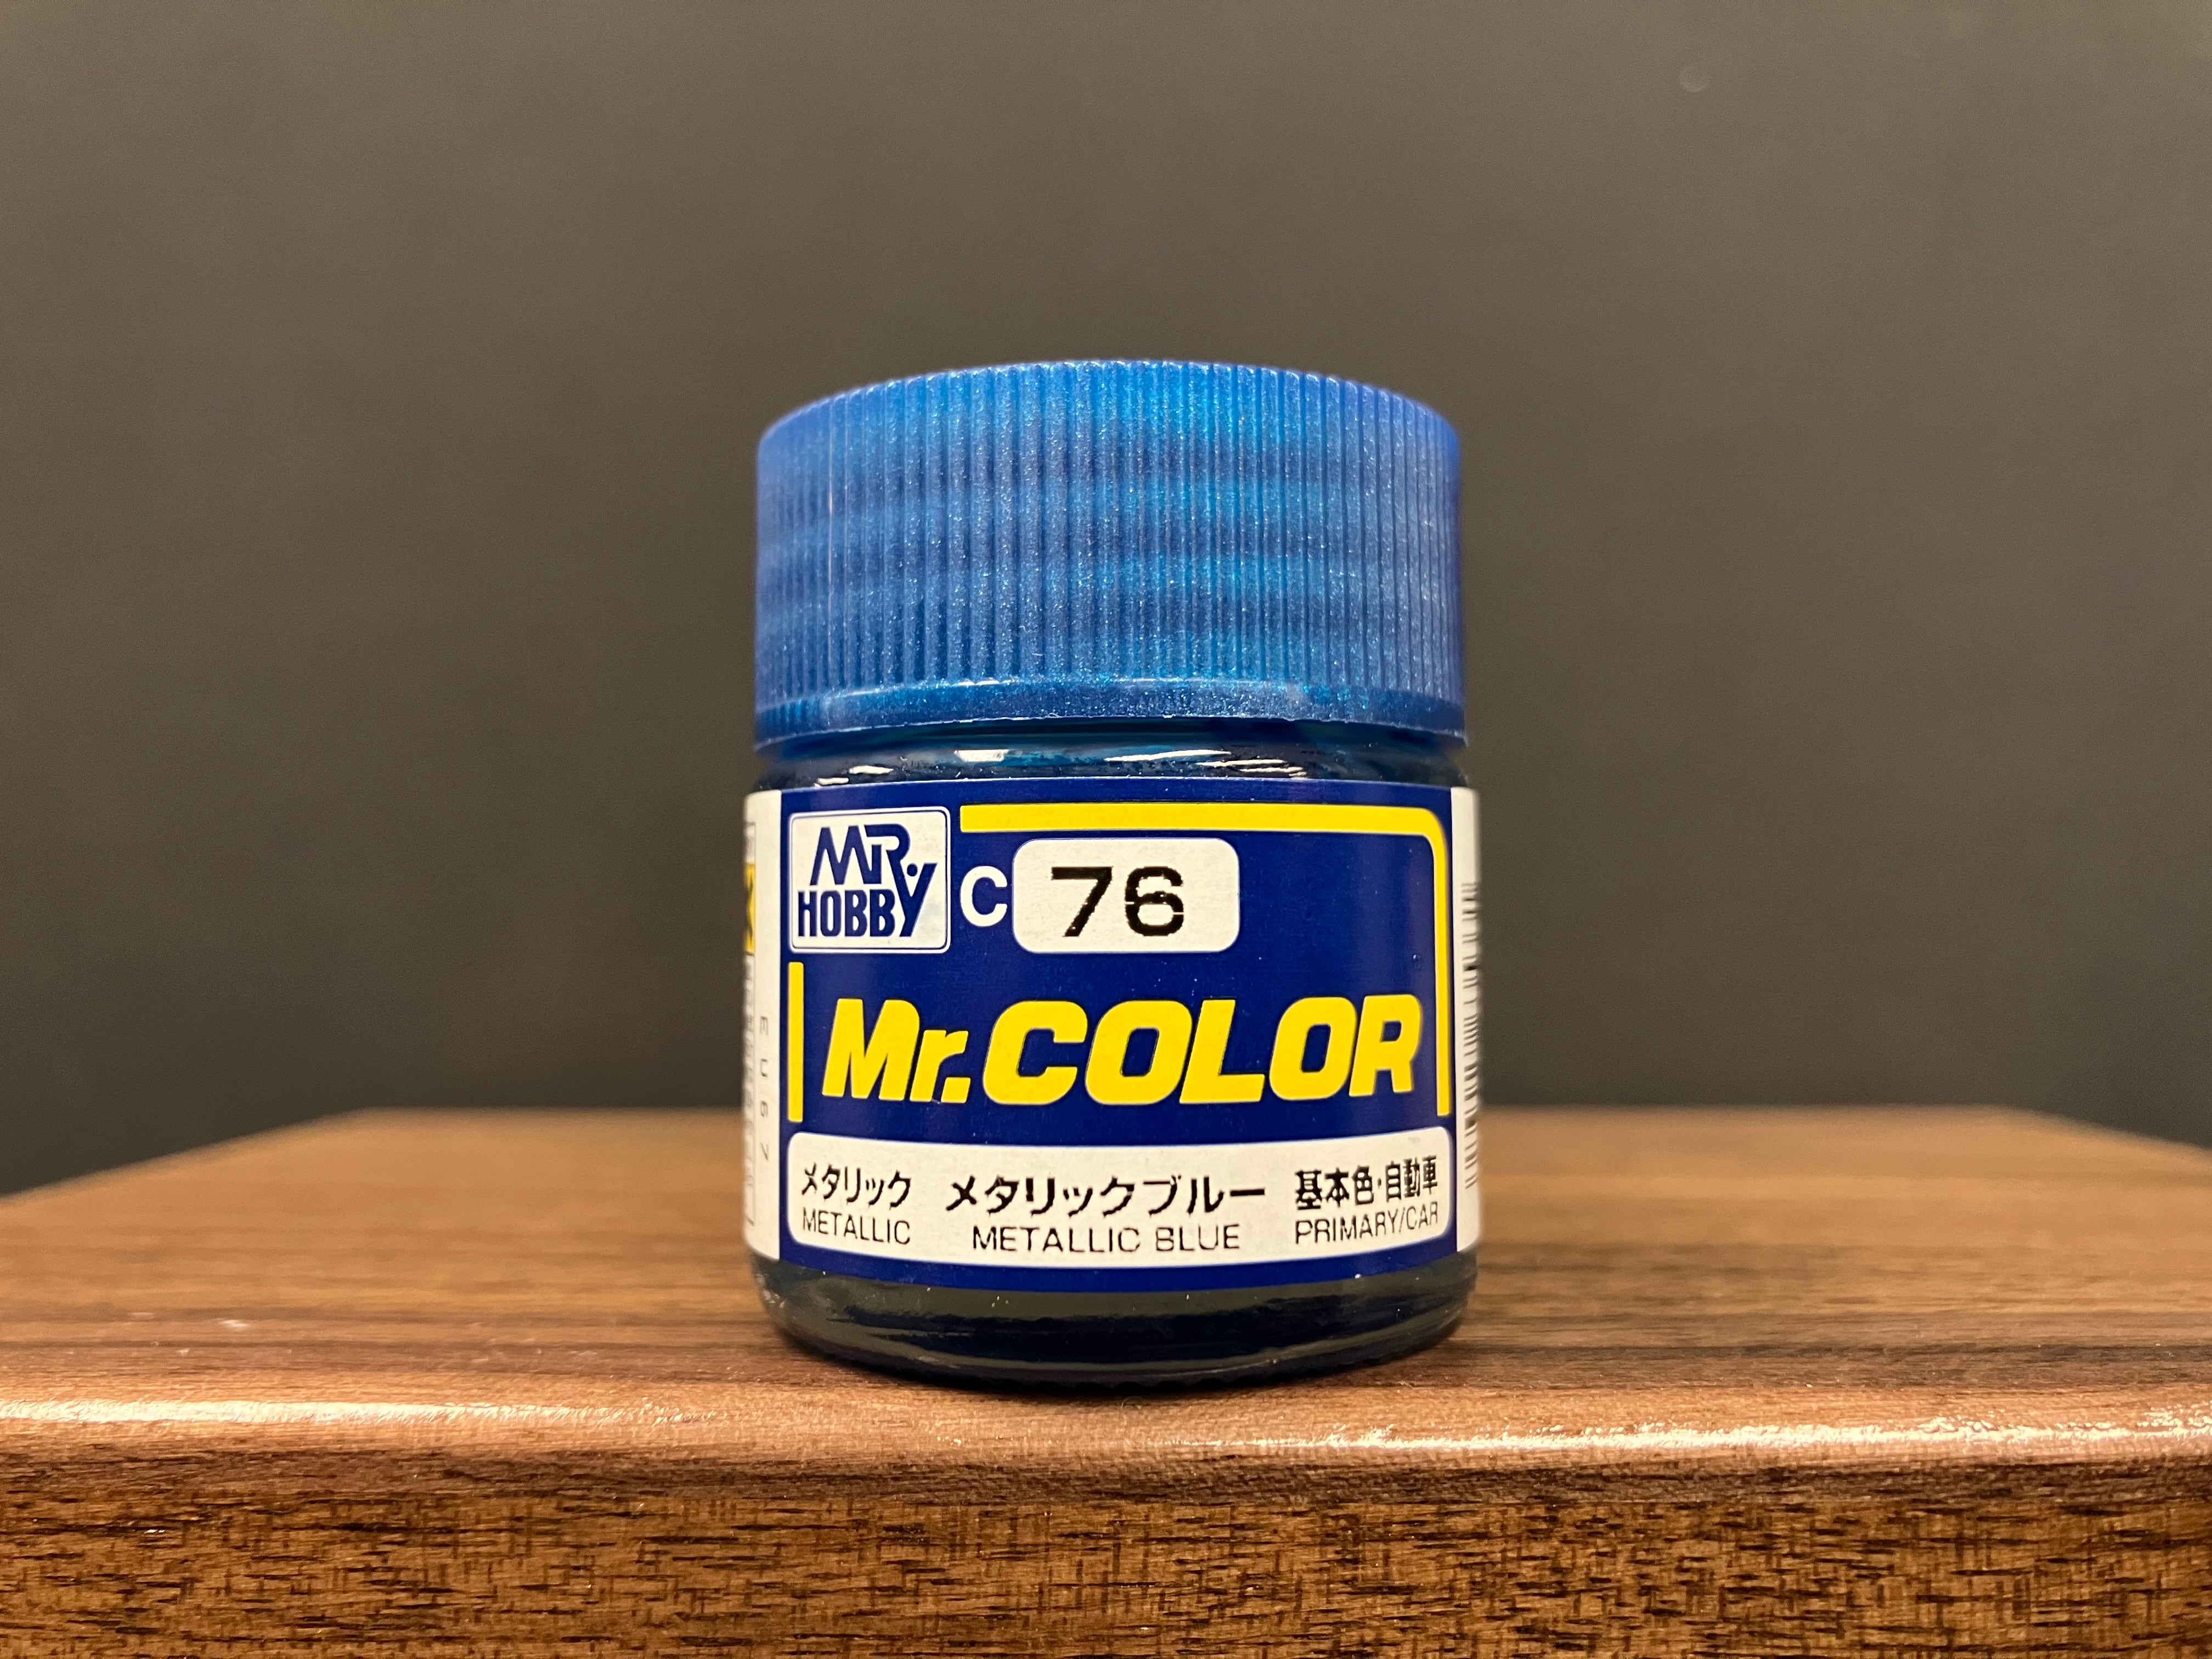 MR. HOBBY
C 76
Mr.COLOR
メタリック メタリックブルー 基本色・自動車
METALLIC METALLIC BLUE PRIMARY/CAR